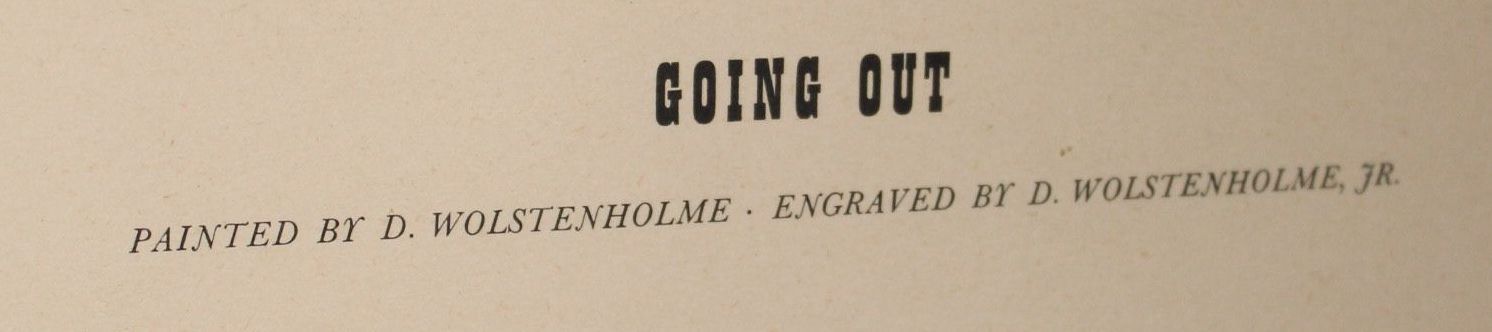 GOING OUT
PAINTED BY D. WOLSTENHOLME · ENGRAVED BY D. WOLSTENHOLME, JR.